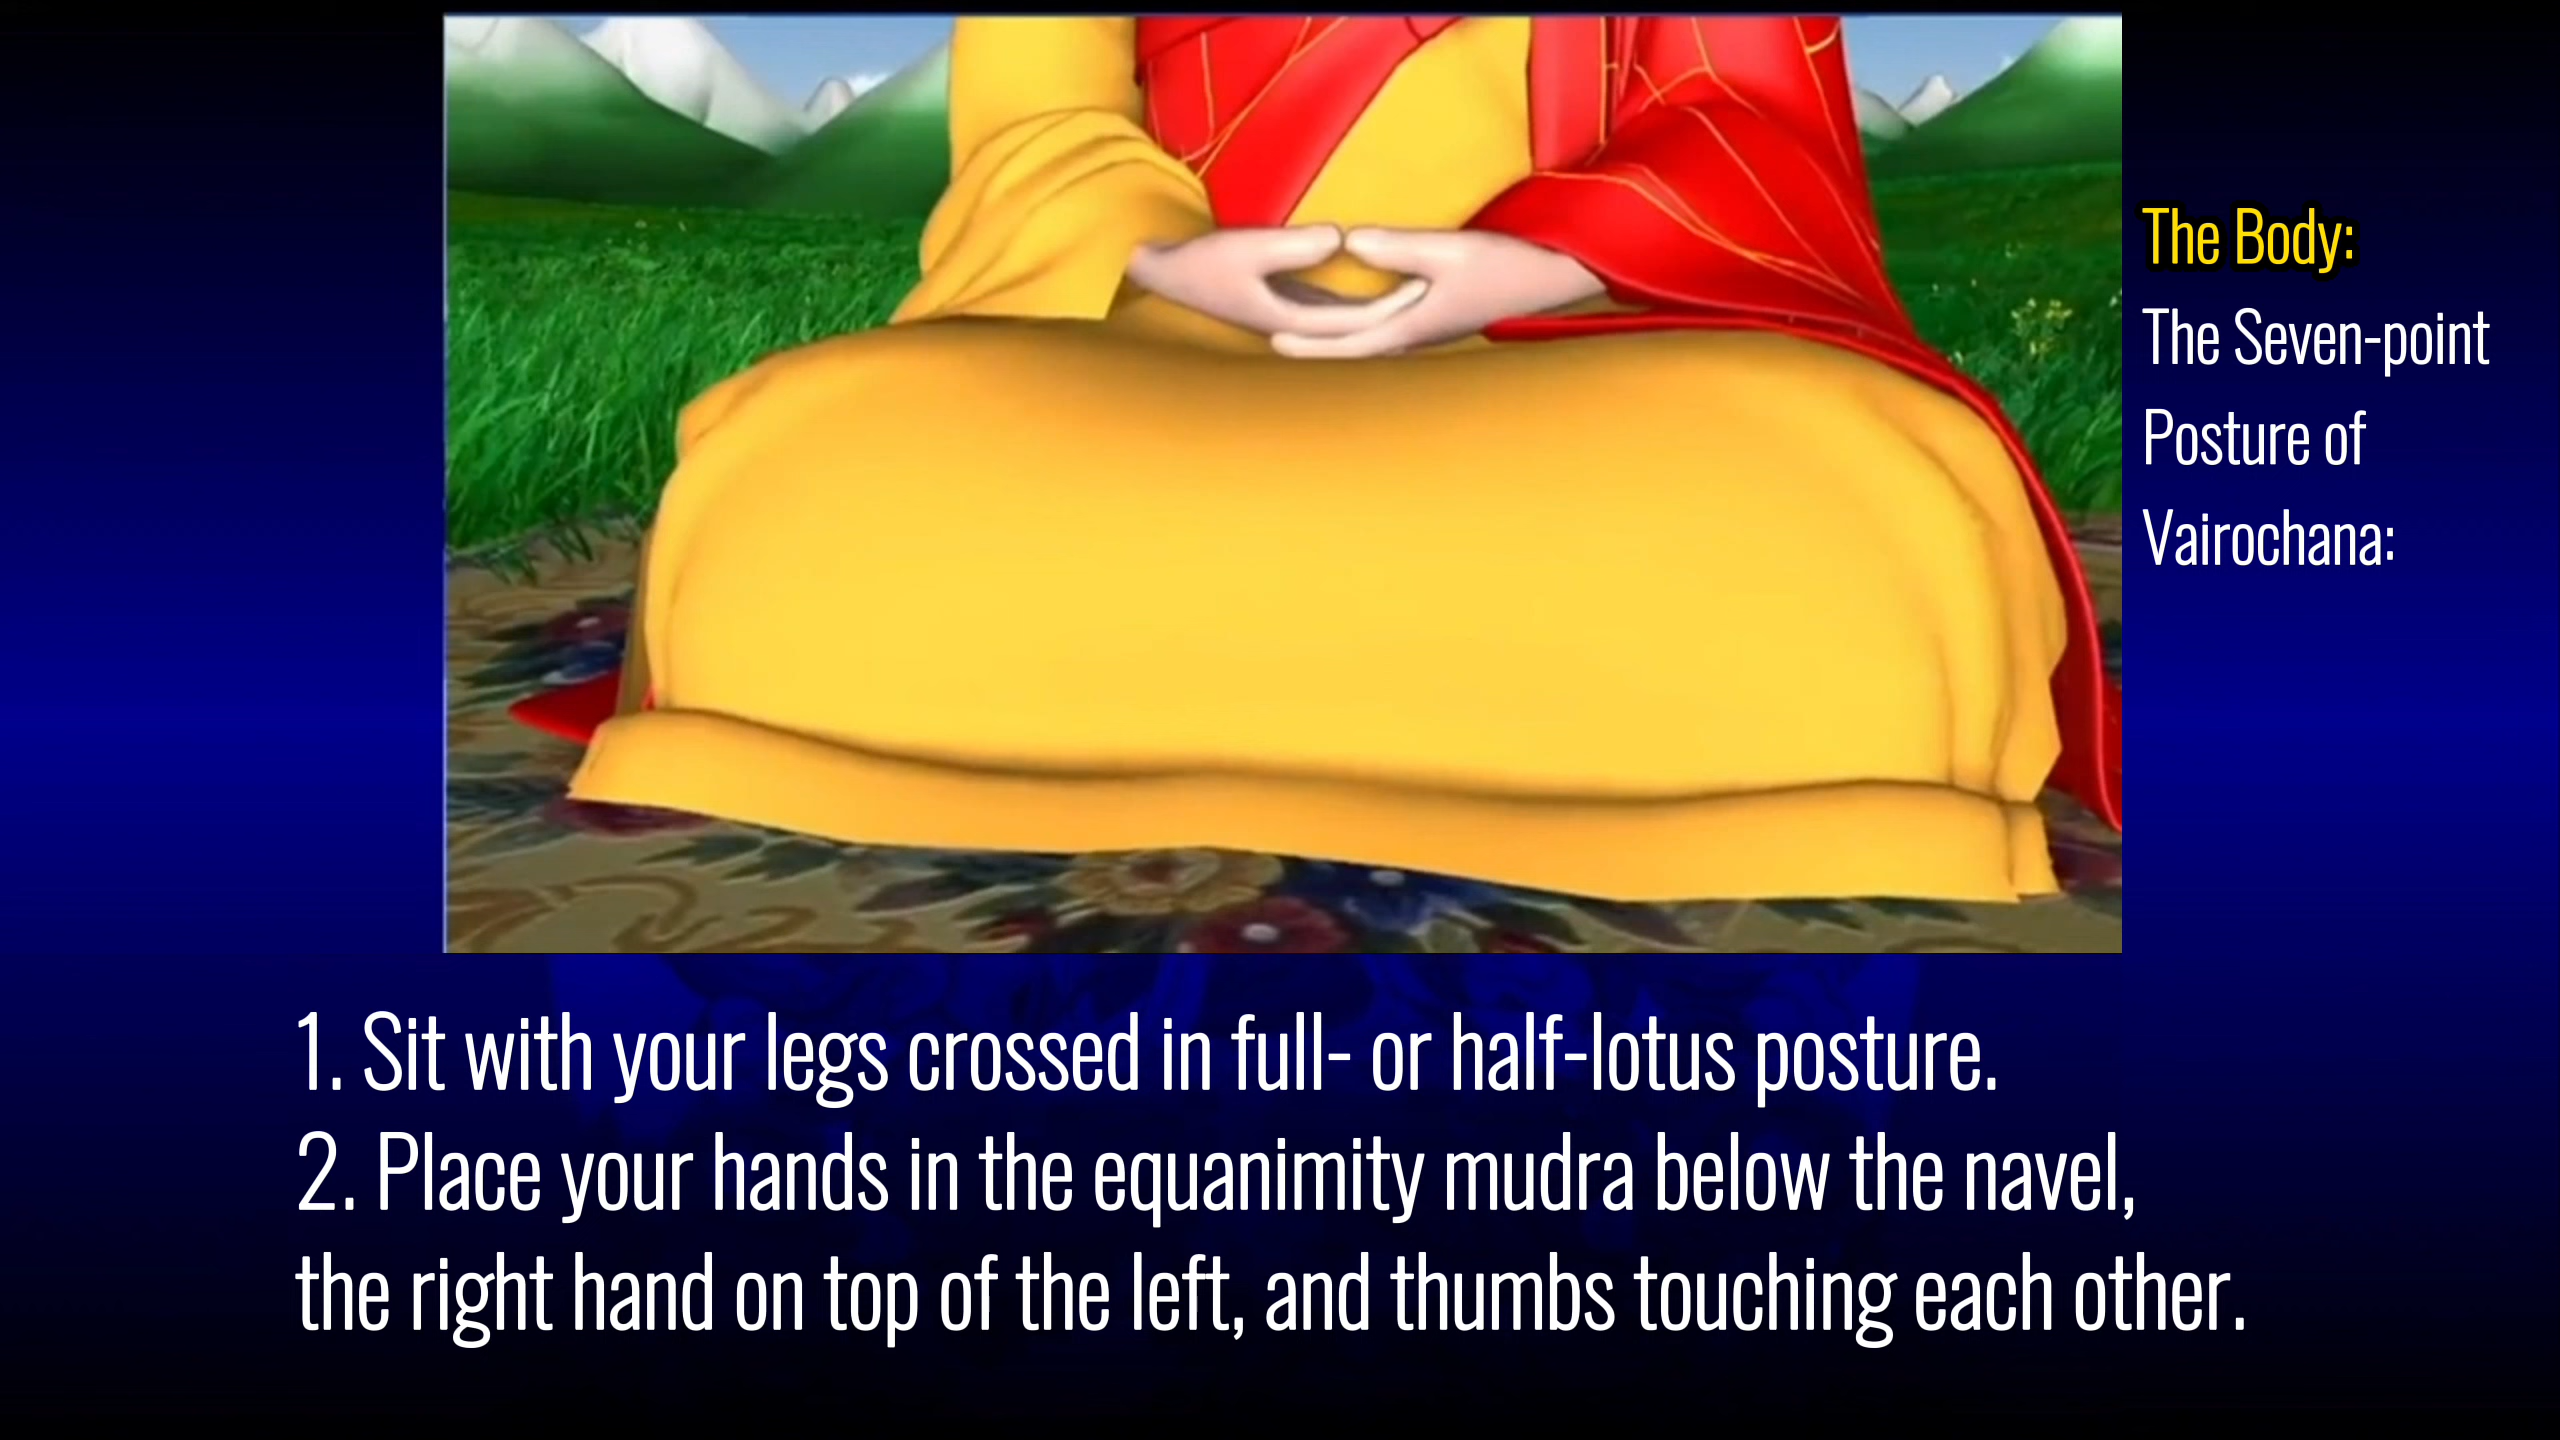 The Body:
The Seven-point
Posture of
Vairochana:
1. Sit with your legs crossed in full- or half-lotus posture.
2. Place your hands in the equanimity mudra below the navel,
the right hand on top of the left, and thumbs touching each other.